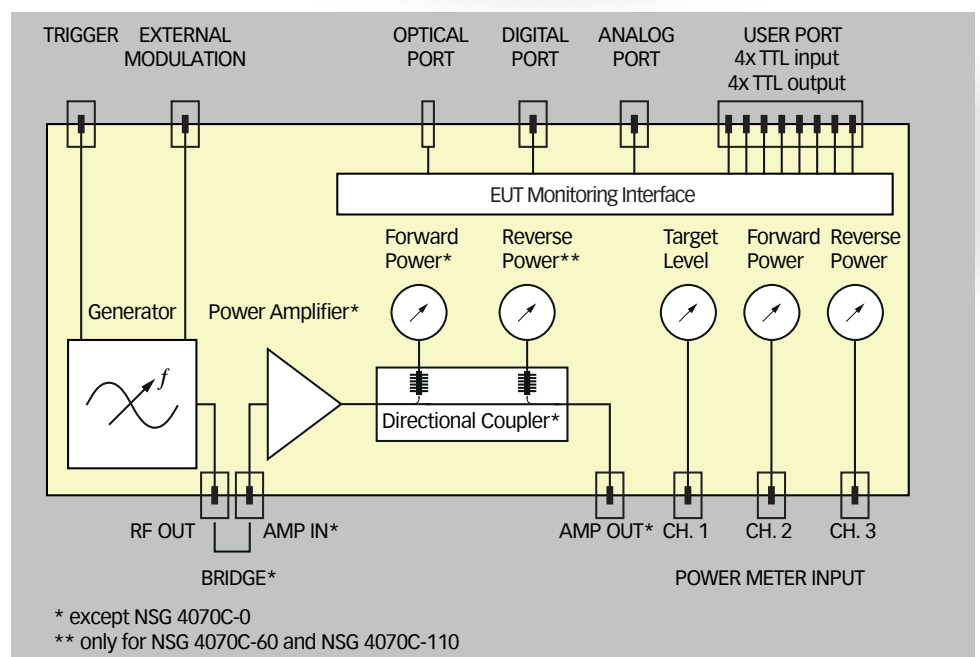 TRIGGER
EXTERNAL
MODULATION
OPTICAL
PORT
DIGITAL
PORT
ANALOG
PORT
USER PORT
4x TTL input
4x TTL output
EUT Monitoring Interface
Forward
Power*
Reverse
Power**
Target
Level
Forward
Power
Reverse
Power
Generator
Power Amplifier*
f
Directional Coupler*
RF OUT
AMP IN*
AMP OUT*
CH. 1
CH. 2
CH. 3
BRIDGE*
POWER METER INPUT
* except NSG 4070C-0
** only for NSG 4070C-60 and NSG 4070C-110